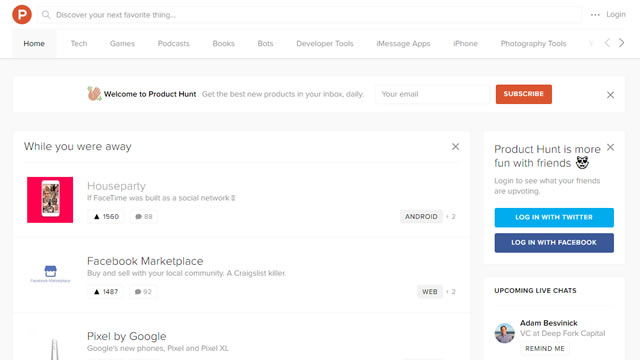 P
Discover your next favorite thing...
Login
Home Tech Games Podcasts Books Bots Developer Tools iMessage Apps iPhone Photography Tools
Welcome to Product Hunt Get the best new products in your inbox, daily. Your email SUBSCRIBE
While you were away
Houseparty
If FaceTime was built as a social network
1560 88 ANDROID + 2
Facebook Marketplace
Facebook Marketplace
Buy and sell with your local community. A Craigslist killer.
1487 92 WEB + 2
Pixel by Google
Google's new phones, Pixel and Pixel XL
Product Hunt is more
fun with friends
Login to see what your friends
are upvoting.
LOG IN WITH TWITTER
LOG IN WITH FACEBOOK
UPCOMING LIVE CHATS
Adam Besvinick
VC at Deep Fork Capital
REMIND ME